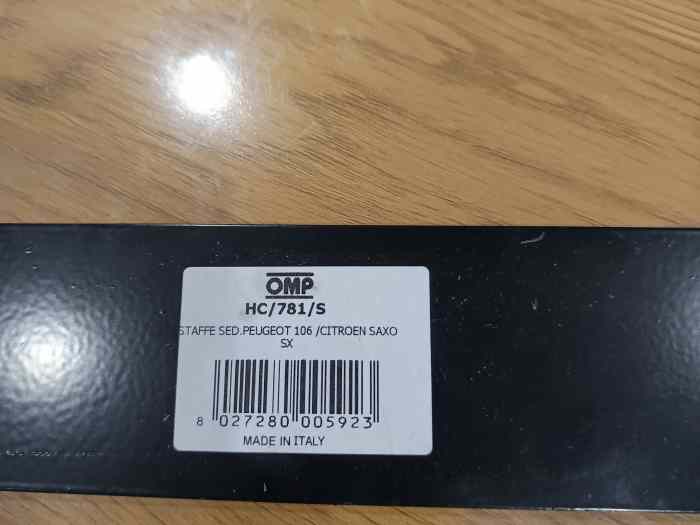 OMP
HC/781/S
STAFFE SED.PEUGEOT 106 /CITROEN SAXO
SX
8 027280 005923
MADE IN ITALY